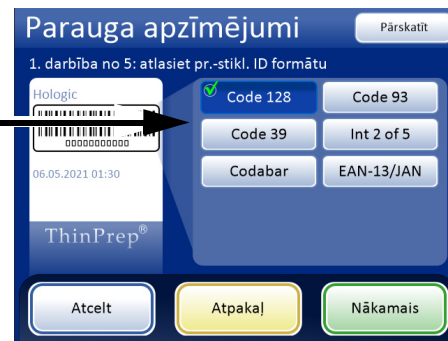 Parauga apzīmējumi
Pārskatīt
1. darbība no 5: atlasiet pr.-stikl. ID formātu
Hologic
00000000000
06.05.2021 01:30
ThinPrep®
Code 128
Code 93
Code 39
Int 2 of 5
Codabar
EAN-13/JAN
Atcelt
Atpakaļ
Nākamais